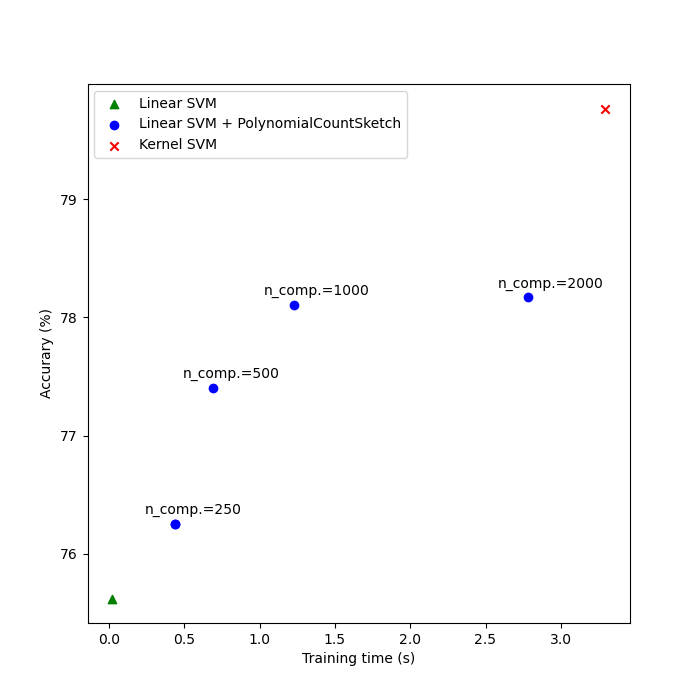 Linear SVM
Linear SVM + PolynomialCountSketch
Kernel SVM
79
n_comp.=2000
n_comp.=1000
78
n_comp.=500
Accurary (%)
77
n_comp.=250
76
0.0 0.5 1.0 1.5 2.0 2.5 3.0
Training time (s)